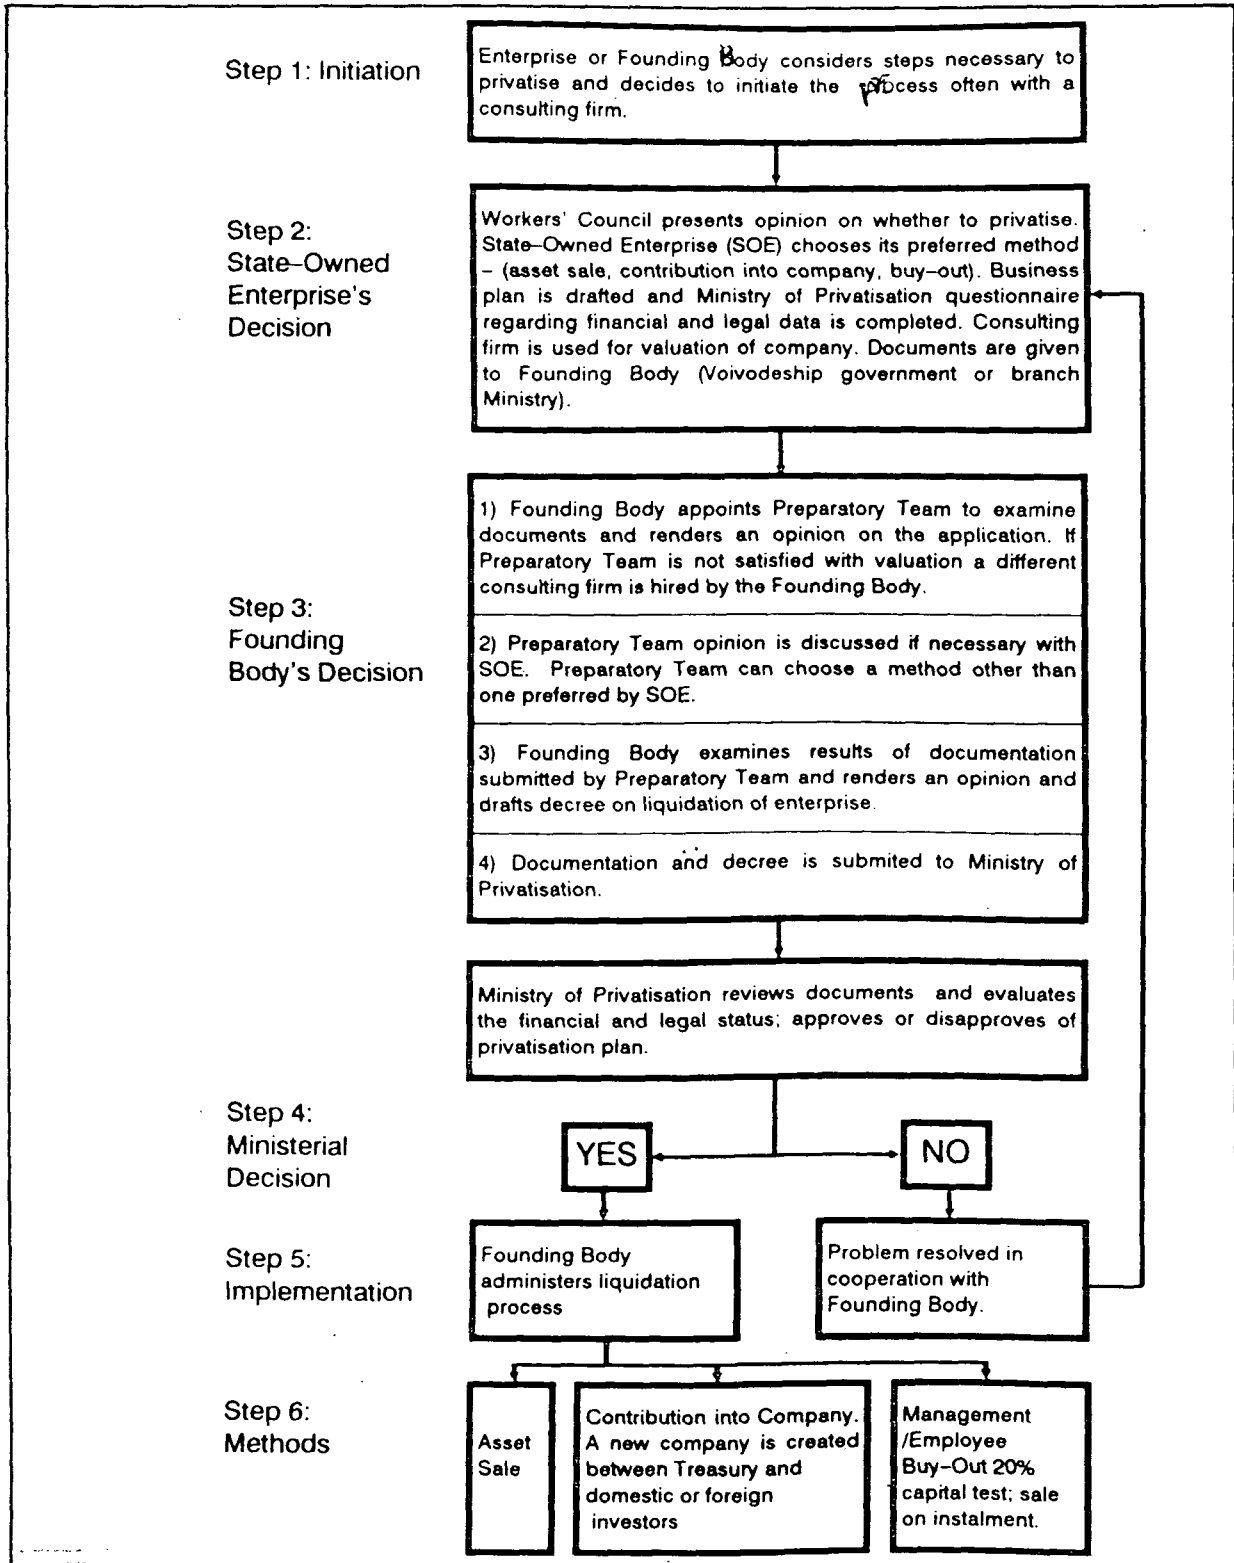 Step 1: Initiation
Enterprise or Founding Body considers steps necessary to
privatise and decides to initiate the process often with a
consulting firm.
Step 2:
State–Owned
Enterprise's
Decision
Workers' Council presents opinion on whether to privatise.
State–Owned Enterprise (SOE) chooses its preferred method
– (asset sale, contribution into company, buy–out). Business
plan is drafted and Ministry of Privatisation questionnaire
regarding financial and legal data is completed. Consulting
firm is used for valuation of company. Documents are given
to Founding Body (Voivodeship government or branch
Ministry).
Step 3:
Founding
Body's Decision
1) Founding Body appoints Preparatory Team to examine
documents and renders an opinion on the application. If
Preparatory Team is not satisfied with valuation a different
consulting firm is hired by the Founding Body.
2) Preparatory Team opinion is discussed if necessary with
SOE. Preparatory Team can choose a method other than
one preferred by SOE.
3) Founding Body examines results of documentation
submitted by Preparatory Team and renders an opinion and
drafts decree on liquidation of enterprise.
4) Documentation and decree is submited to Ministry of
Privatisation.
Ministry of Privatisation reviews documents and evaluates
the financial and legal status; approves or disapproves of
privatisation plan.
Step 4:
Ministerial
Decision
YES
NO
Step 5:
Implementation
Founding Body
administers liquidation
process
Problem resolved in
cooperation with
Founding Body.
Step 6:
Methods
Asset
Sale
Contribution into Company.
A new company is created
between Treasury and
domestic or foreign
investors
Management
/Employee
Buy–Out 20%
capital test; sale
on instalment.